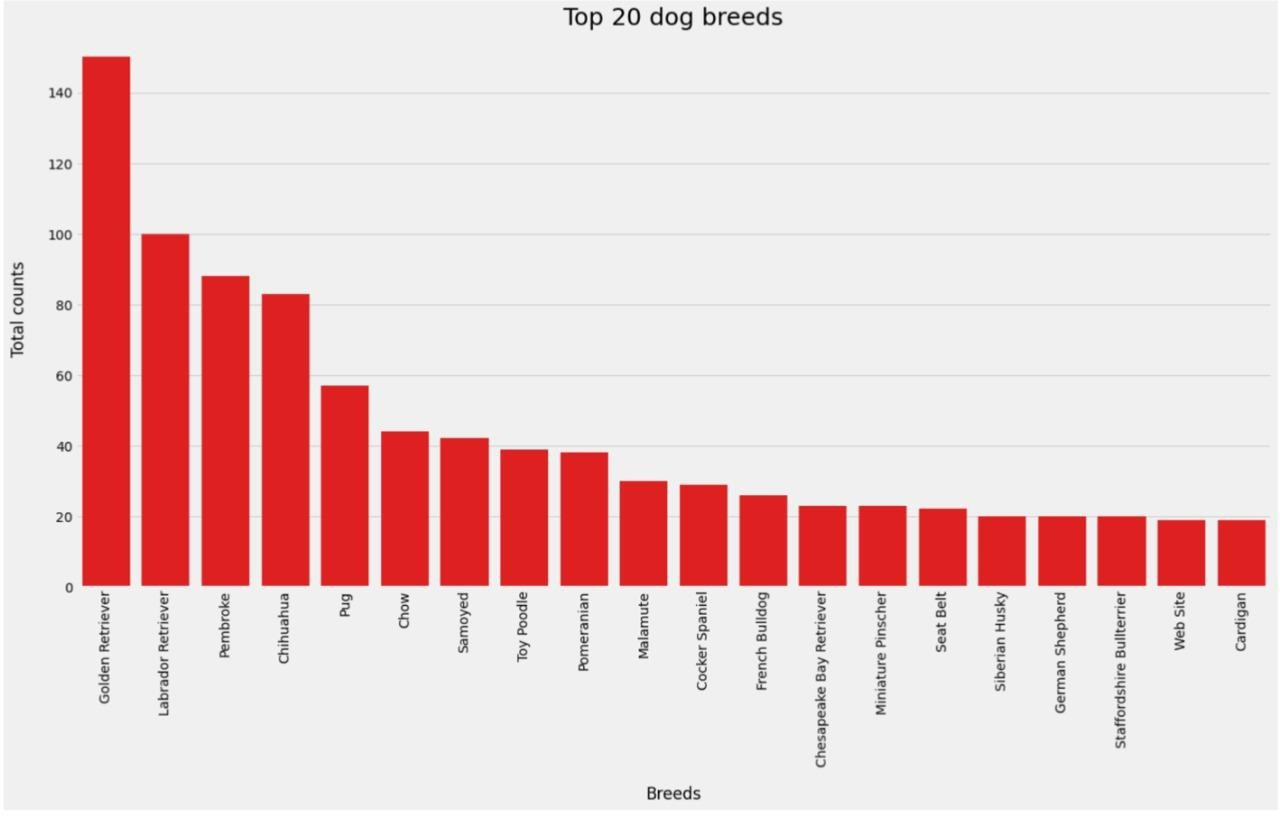 Top 20 dog breeds
Total counts
140
120
100
80
60
40
20
0
Golden Retriever
Labrador Retriever
Pembroke
Chihuahua
Pug
Chow
Samoyed
Toy Poodle
Pomeranian
Malamute
Cocker Spaniel
French Bulldog
Chesapeake Bay Retriever
Miniature Pinscher
Seat Belt
Siberian Husky
German Shepherd
Staffordshire Bullterrier
Web Site
Cardigan
Breeds